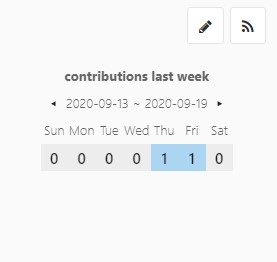 contributions last week
◂ 2020-09-13 ~ 2020-09-19 ▸
Sun Mon Tue Wed Thu Fri Sat
0 0 0 0 1 1 0